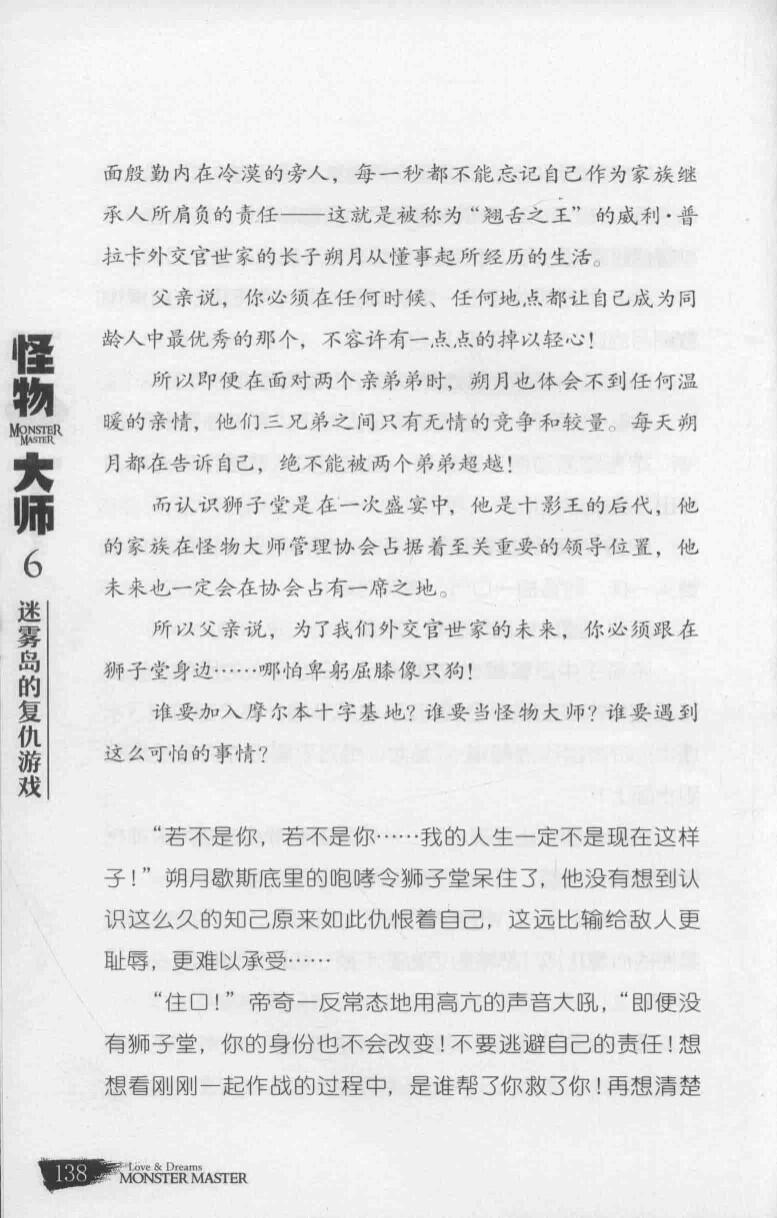 面殷勤内在冷漠的旁人，每一秒都不能忘记自己作为家族继
承人所肩负的责任——这就是被称为“翘舌之王”的威利·普
拉卡外交官世家的长子朔月从懂事起所经历的生活。
父亲说，你必须在任何时候、任何地点都让自己成为同
龄人中最优秀的那个，不容许有一点点的掉以轻心！
所以即便在面对两个亲弟弟时，朔月也体会不到任何温
暖的亲情，他们三兄弟之间只有无情的竞争和较量。每天朔
月都在告诉自己，绝不能被两个弟弟超越！
而认识狮子堂是在一次盛宴中，他是十影王的后代，他
的家族在怪物大师管理协会占据着至关重要的领导位置，他
未来也一定会在协会占有一席之地。
所以父亲说，为了我们外交官世家的未来，你必须跟在
狮子堂身边……哪怕卑躬屈膝像只狗！
谁要加入摩尔本十字基地？谁要当怪物大师？谁要遇到
这么可怕的事情？
“若不是你，若不是你……我的人生一定不是现在这样
子！”朔月歇斯底里的咆哮令狮子堂呆住了，他没有想到认
识这么久的知己原来如此仇恨着自己，这远比输给敌人更
耻辱，更难以承受……
“住口！”帝奇一反常态地用高亢的声音大吼，“即便没
有狮子堂，你的身份也不会改变！不要逃避自己的责任！想
想看刚刚一起作战的过程中，是谁帮了你救了你！再想清楚
怪物
MONSTER
MASTER
大师
6
迷雾岛的复仇游戏
138
Love & Dreams
MONSTER MASTER